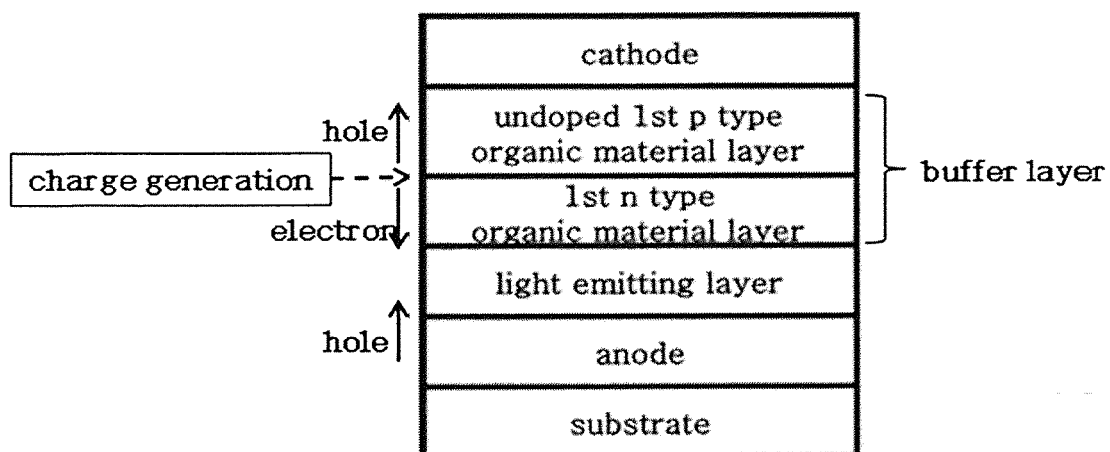 cathode
undoped 1st p type
organic material layer
hole
charge generation
1st n type
organic material layer
electron
buffer layer
light emitting layer
hole
anode
substrate